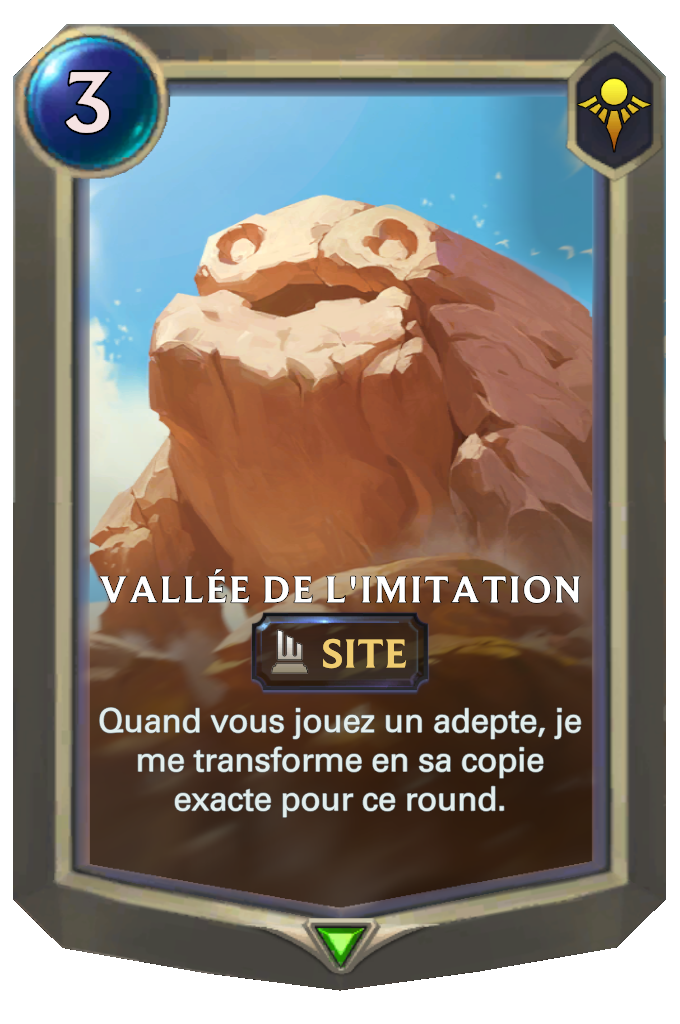 3
VALLÉE DE L'IMITATION
SITE
Quand vous jouez un adepte, je
me transforme en sa copie
exacte pour ce round.